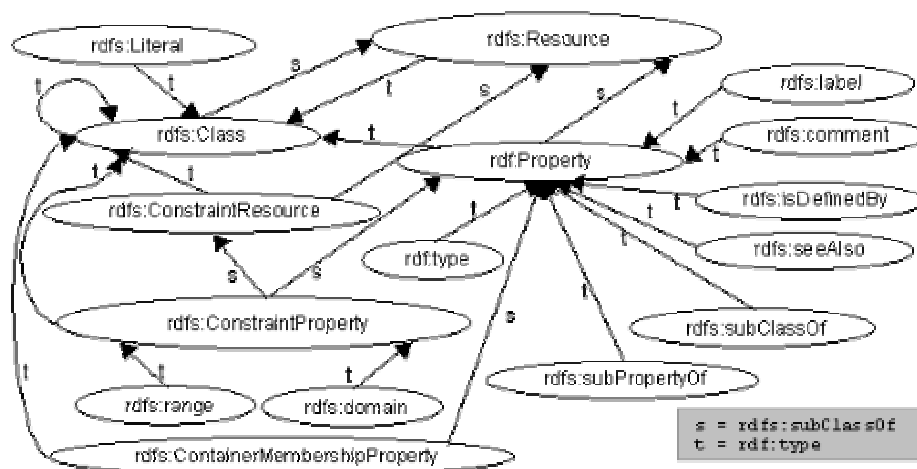 rdfs:Literal
rdfs:Resource
s
t
t
t
s
rdfs:label
rdfs:Class
s
s
t
rdfs:comment
t
rdf:Property
t
t
t
rdfs:ConstraintResource
t
rdfs:isDefinedBy
t
t
s
s
rdf:type
t
rdfs:seeAlso
rdfs:ConstraintProperty
s
t
rdfs:subClassOf
t
t
t
rdfs:subPropertyOf
rdfs:range
rdfs:domain
rdfs:ContainerMembershipProperty
s = rdfs:subClassOf
t = rdf:type